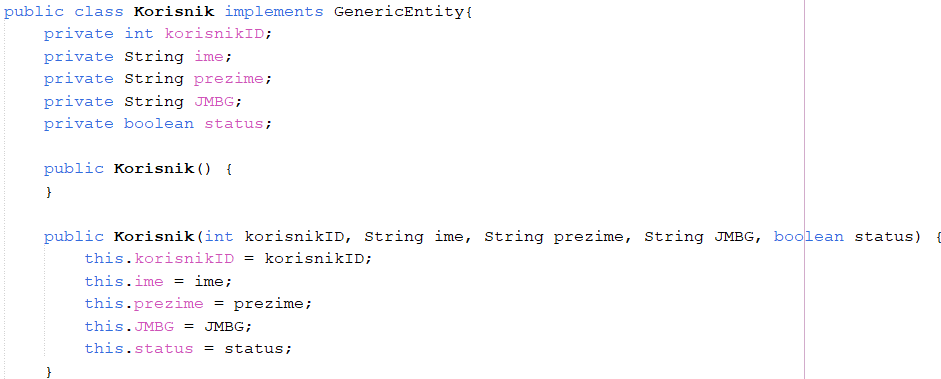 public class Korisnik implements GenericEntity{
private int korisnikID;
private String ime;
private String prezime;
private String JMBG;
private boolean status;
public Korisnik() {
}
public Korisnik(int korisnikID, String ime, String prezime, String JMBG, boolean status) {
this.korisnikID = korisnikID;
this.ime = ime;
this.prezime = prezime;
this.JMBG = JMBG;
this.status = status;
}